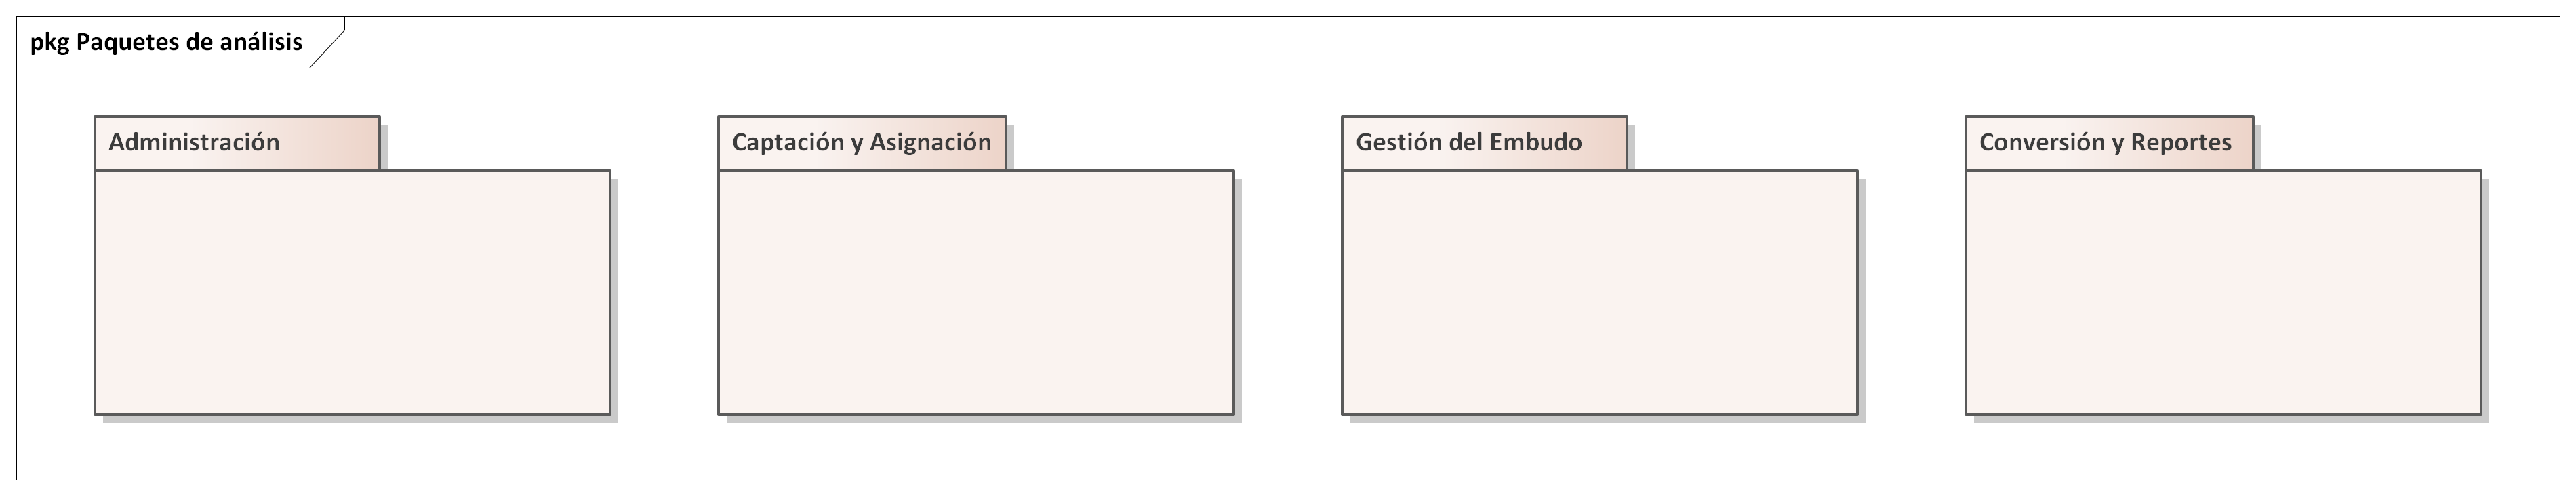 pkg Paquetes de análisis
Administración
Captación y Asignación
Gestión del Embudo
Conversión y Reportes